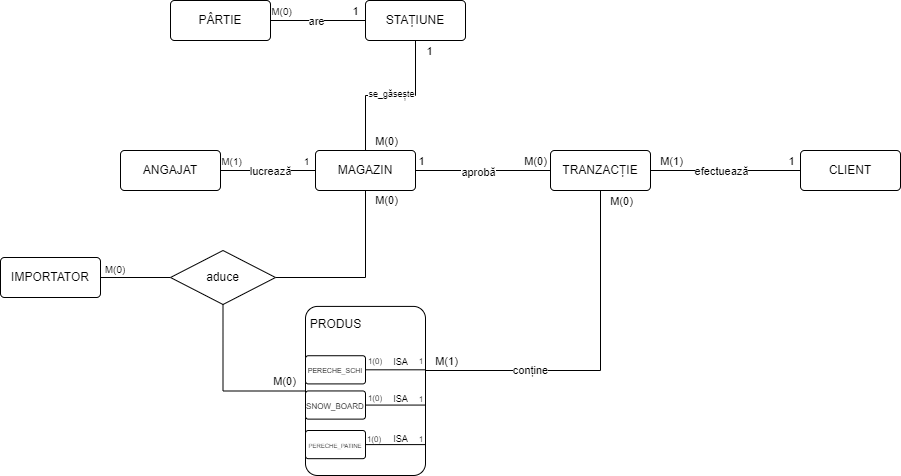 PÂRTIE
M(0)
are
1
STAȚIUNE
1
se_găsește
M(0)
ANGAJAT
M(1)
lucrează
1
MAGAZIN
1
aprobă
M(0)
TRANZACȚIE
M(1)
efectuează
1
CLIENT
M(0)
M(0)
IMPORTATOR
M(0)
aduce
PRODUS
M(0)
PERECHE_SCHI
1(0)
ISA
1
M(1)
conține
SNOW_BOARD
1(0)
ISA
1
PERECHE_PATINE
1(0)
ISA
1